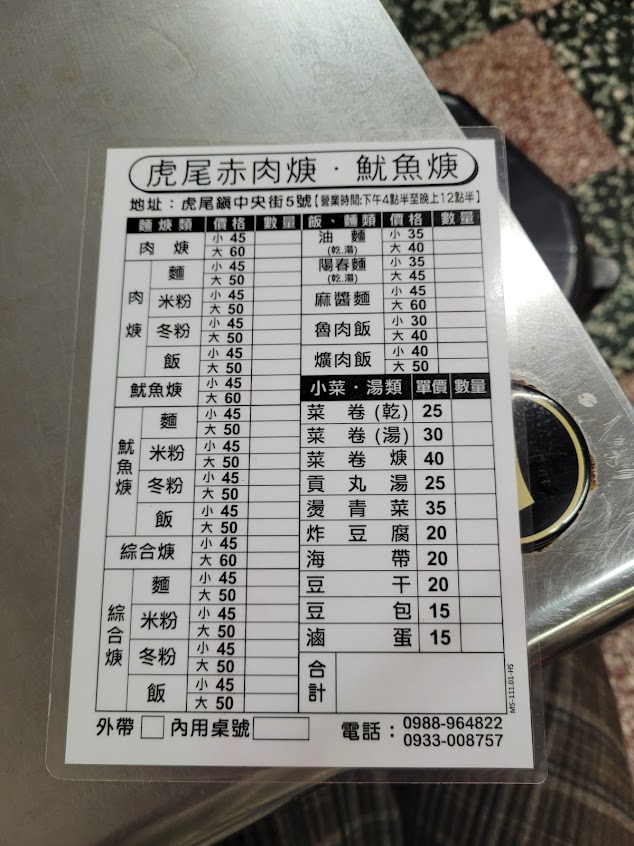 虎尾赤肉焿．魷魚焿
地址：虎尾鎮中央街5號【營業時間:下午4點半至晚上12點半】
麵焿類 價格 數量
肉焿 小 45
大 60
肉焿 麵 小 45
大 50
米粉 小 45
大 50
冬粉 小 45
大 50
飯 小 45
大 50
魷魚焿 小 45
大 60
魷魚焿 麵 小 45
大 50
米粉 小 45
大 50
冬粉 小 45
大 50
飯 小 45
大 50
綜合焿 小 45
大 60
綜合焿 麵 小 45
大 50
米粉 小 45
大 50
冬粉 小 45
大 50
飯 小 45
大 50
飯、麵類 價格 數量
油麵 (乾.湯) 小 35
大 40
陽春麵 (乾.湯) 小 35
大 45
麻醬麵 小 45
大 60
魯肉飯 小 30
大 40
爌肉飯 小 40
大 50
小菜．湯類 單價 數量
菜卷(乾) 25
菜卷(湯) 30
菜卷焿 40
貢丸湯 25
燙青菜 35
炸豆腐 20
海帶 20
豆干 20
豆包 15
滷蛋 15
合計
MS-111.01-HS
外帶 內用桌號
電話：0988-964822
0933-008757